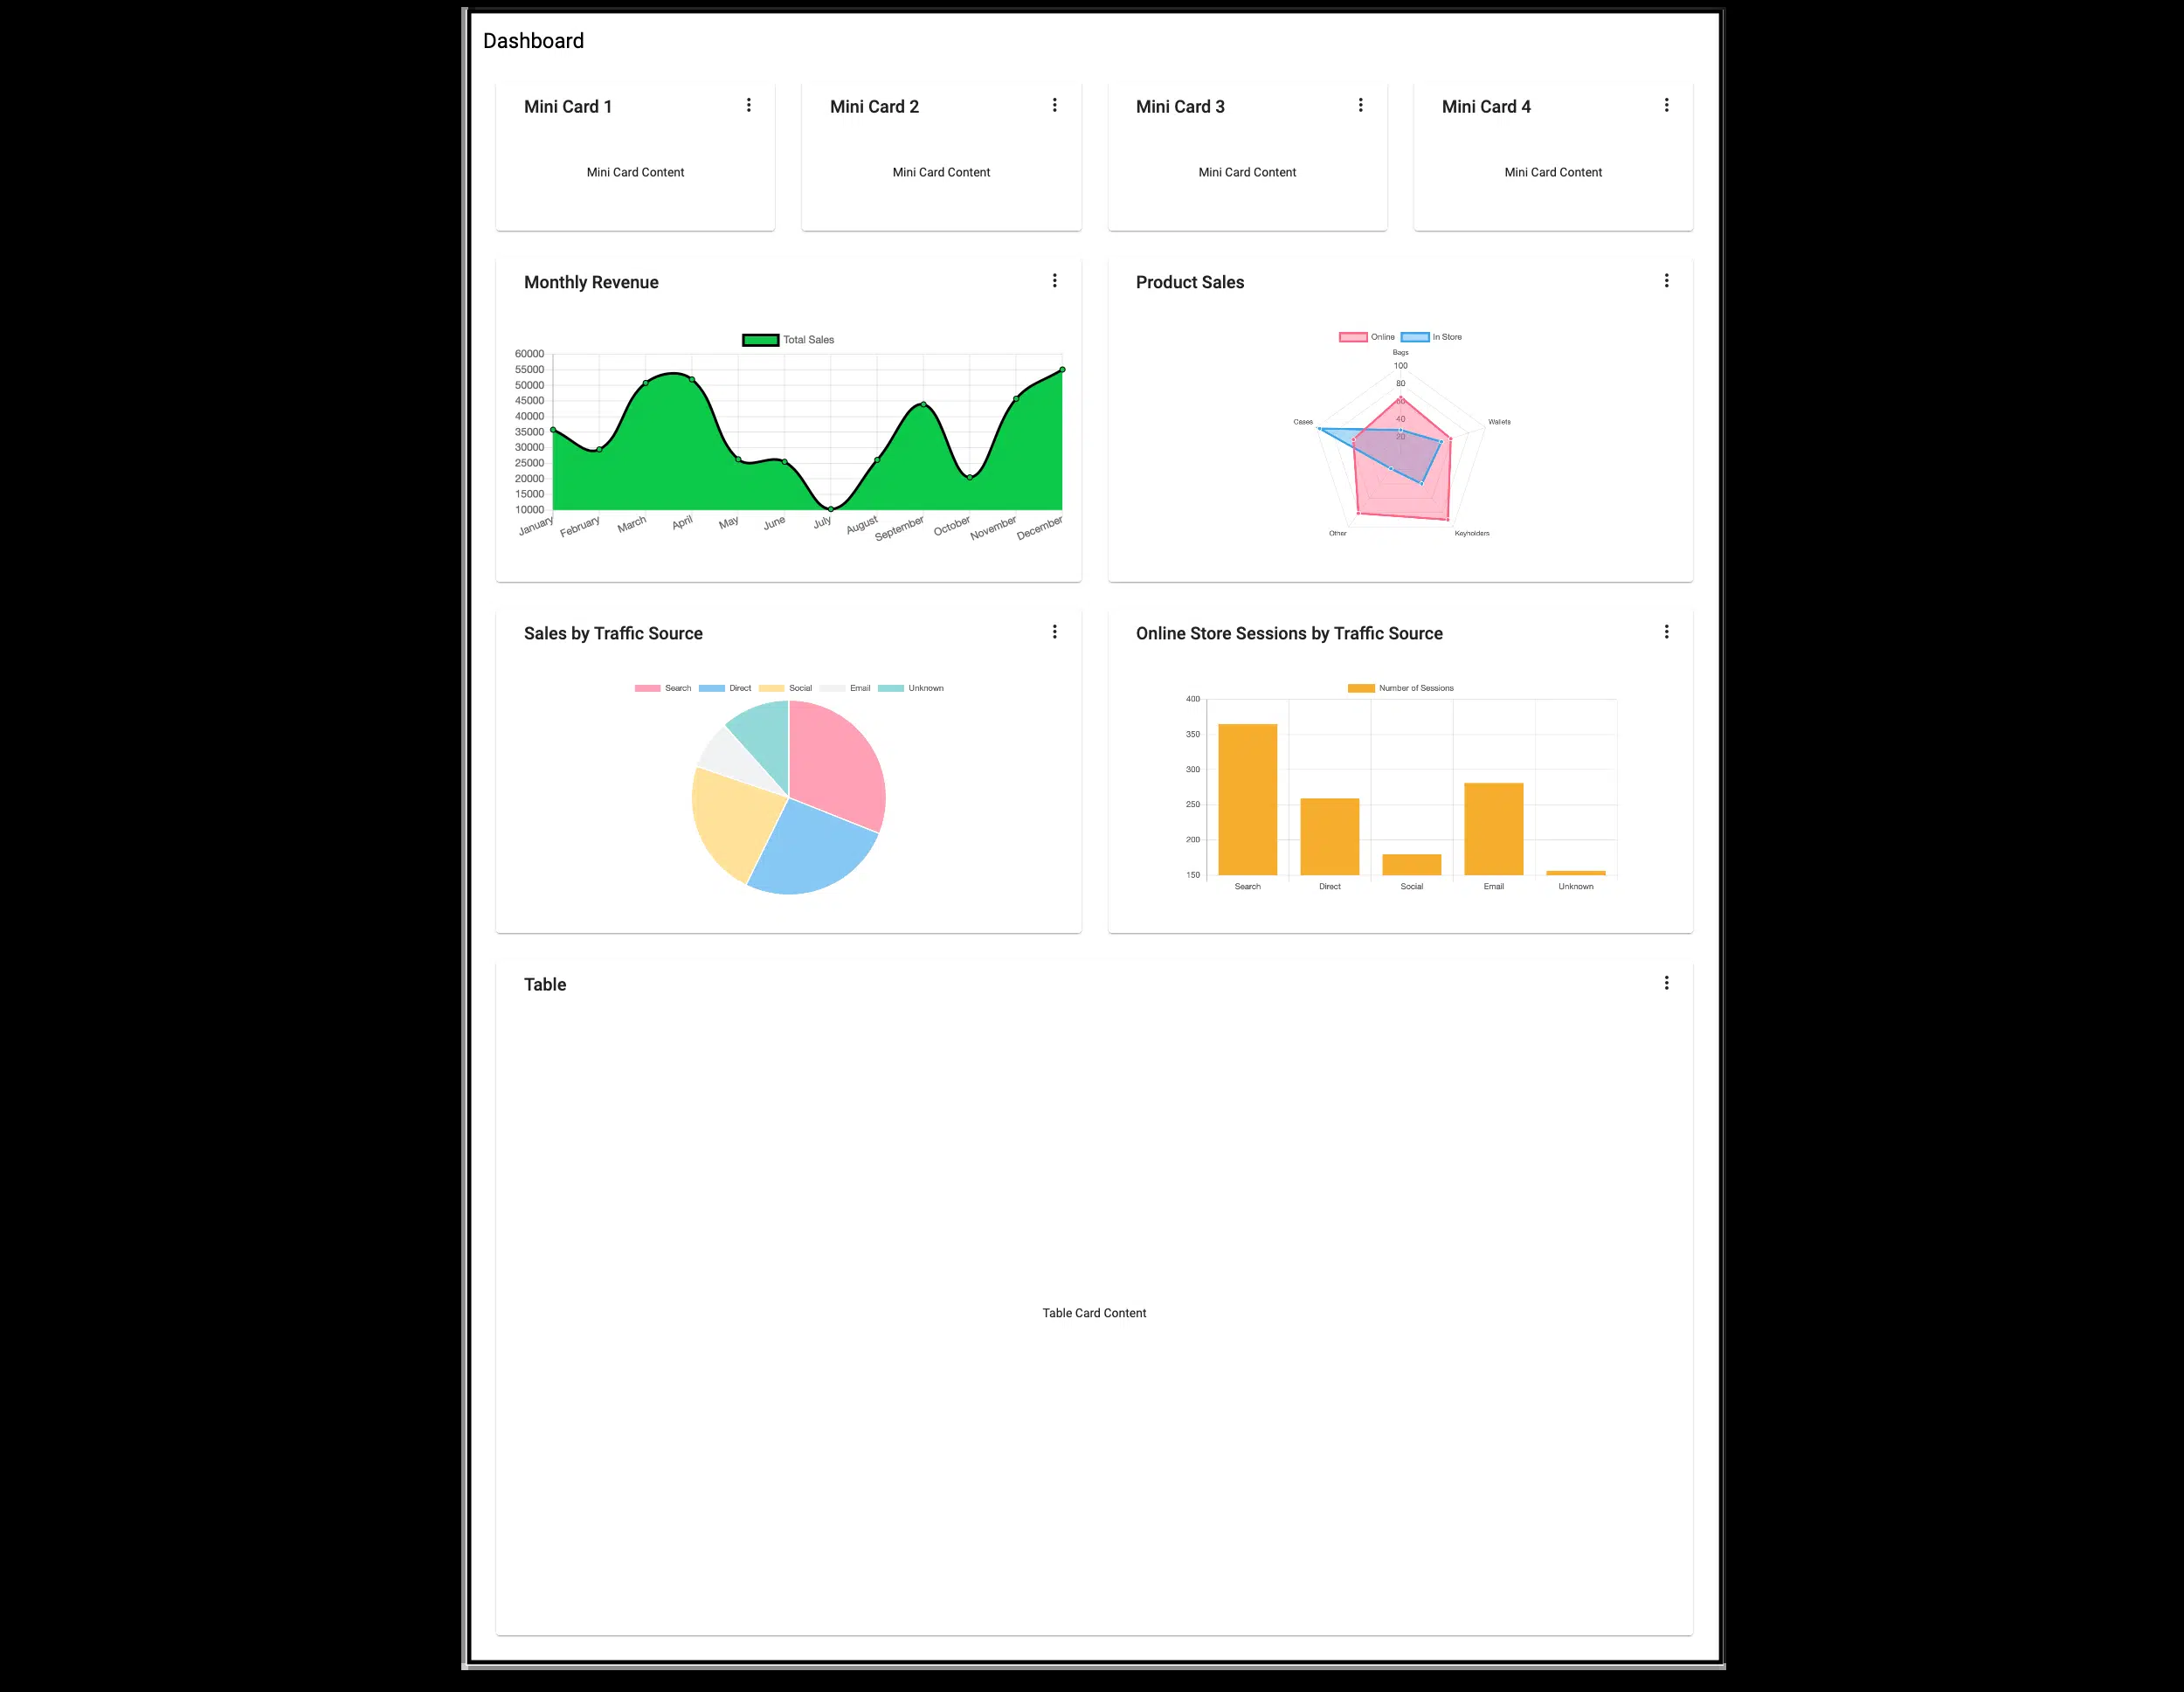 Dashboard
Mini Card 1
Mini Card Content
Mini Card 2
Mini Card Content
Mini Card 3
Mini Card Content
Mini Card 4
Mini Card Content
Monthly Revenue
Total Sales
60000
55000
50000
45000
40000
35000
30000
25000
20000
15000
10000
January February March April May June July August September October November December
Product Sales
Online In Store
Bags
100
80
60
40
20
Cases Wallets
Other Keyholders
Sales by Traffic Source
Search Direct Social Email Unknown
Online Store Sessions by Traffic Source
Number of Sessions
400
350
300
250
200
150
Search Direct Social Email Unknown
Table
Table Card Content